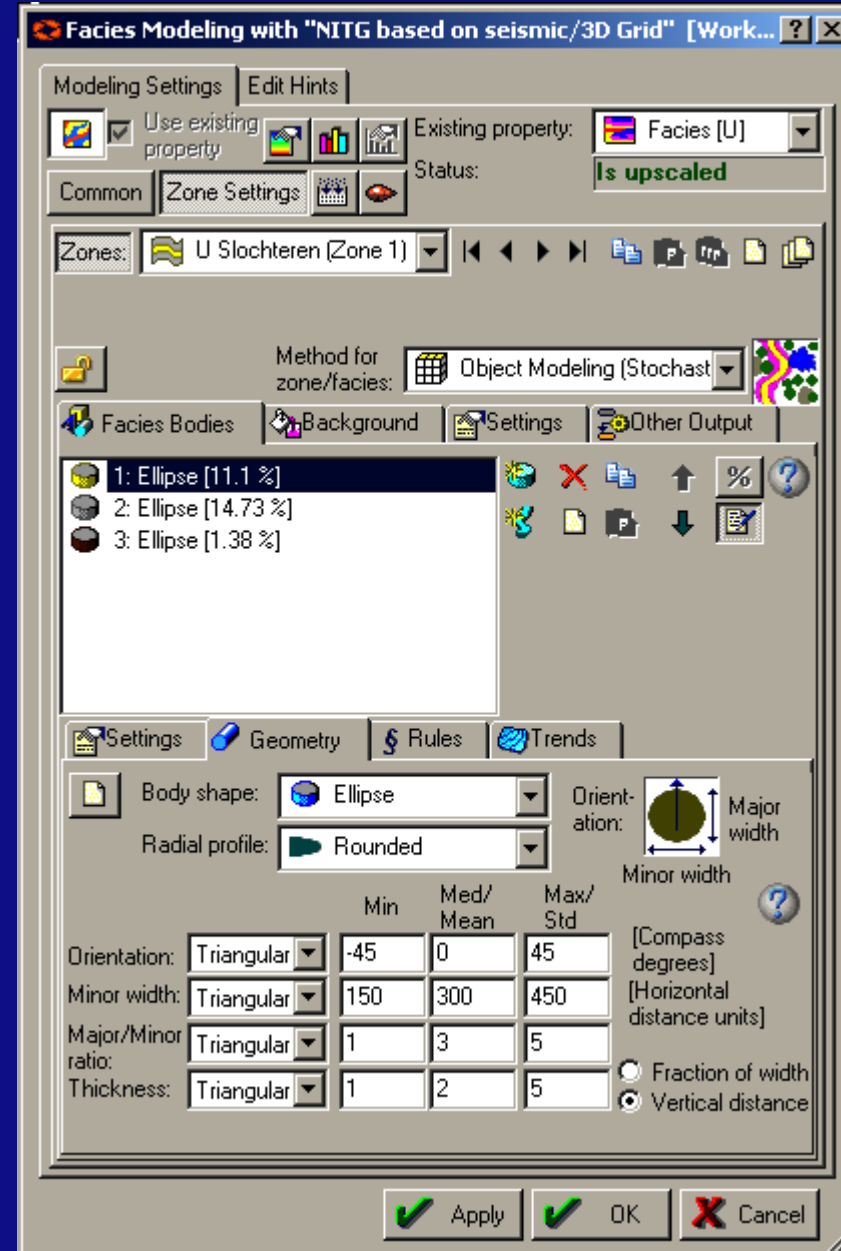 Facies Modeling with "NITG based on seismic/3D Grid" [Work...
Modeling Settings Edit Hints
Use existing property
Existing property: Facies [U]
Status: Is upscaled
Common Zone Settings
Zones: U Slochteren (Zone 1)
Method for zone/facies: Object Modeling (Stochast
Facies Bodies Background Settings Other Output
1: Ellipse [11.1 %]
2: Ellipse [14.73 %]
3: Ellipse [1.38 %]
%
Settings Geometry § Rules Trends
Body shape: Ellipse
Orient-ation:
Major width
Radial profile: Rounded
Minor width
Min Med/Mean Max/Std
Orientation: Triangular -45 0 45 [Compass degrees]
Minor width: Triangular 150 300 450 [Horizontal distance units]
Major/Minor ratio: Triangular 1 3 5
Fraction of width
Thickness: Triangular 1 2 5
Vertical distance
Apply OK Cancel